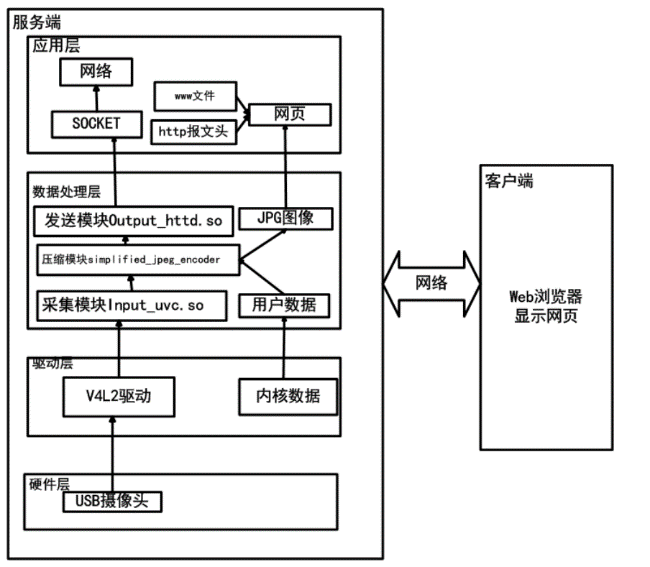 服务端
应用层
网络
www文件
网页
SOCKET
http报文头
数据处理层
发送模块Output_httd.so
JPG图像
压缩模块simplified_jpeg_encoder
采集模块Input_uvc.so
用户数据
驱动层
V4L2驱动
内核数据
硬件层
USB摄像头
网络
客户端
Web浏览器
显示网页